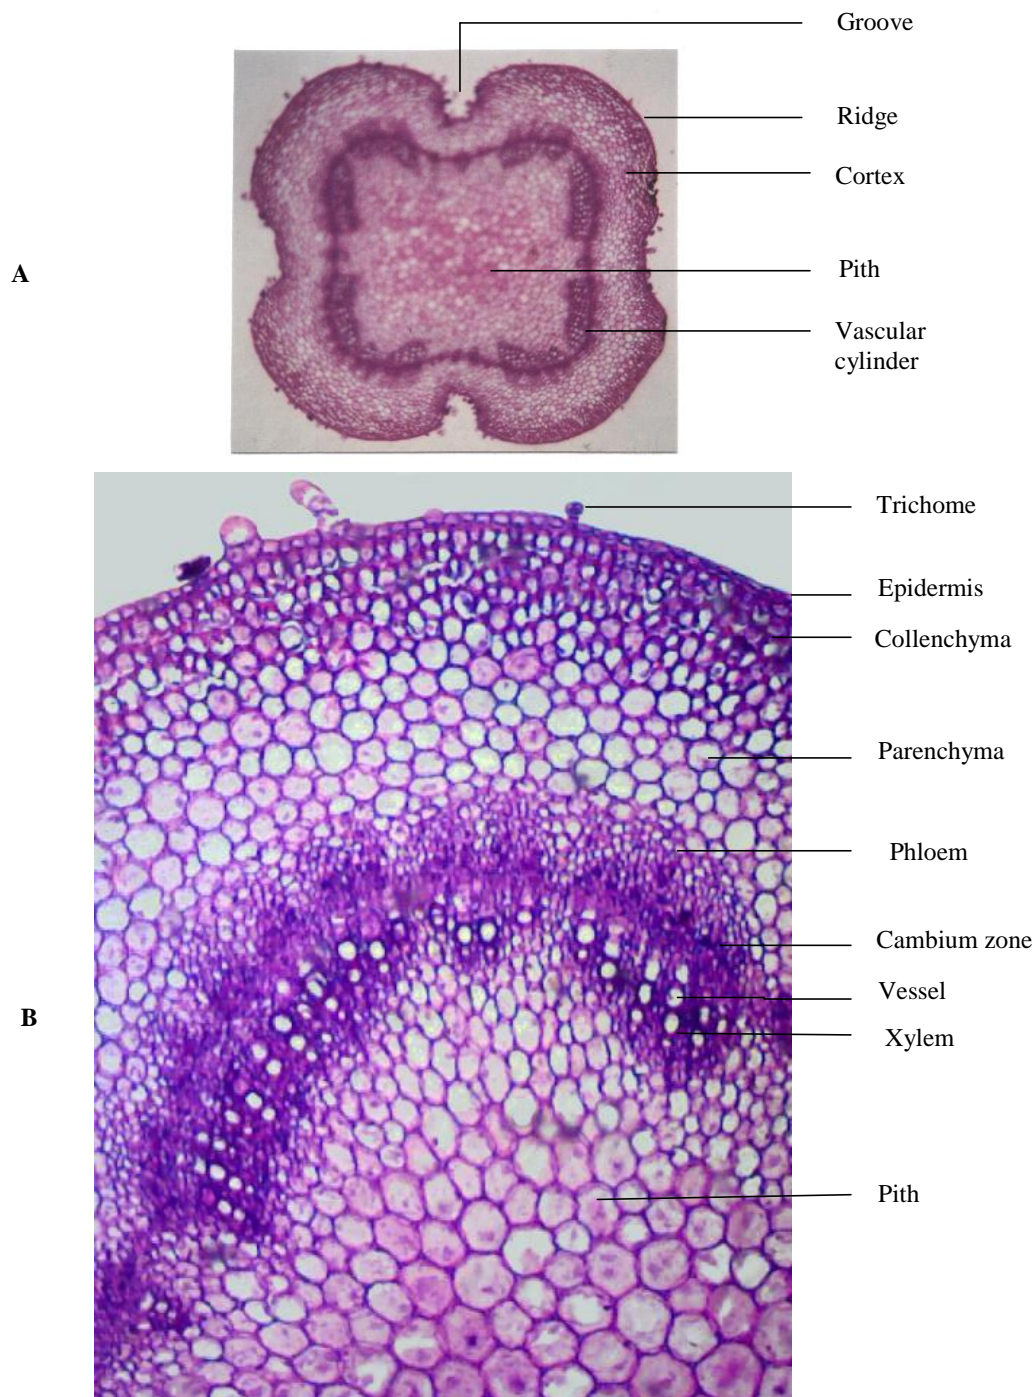 Groove
Ridge
Cortex
A
Pith
Vascular
cylinder
Trichome
Epidermis
Collenchyma
Parenchyma
Phloem
Cambium zone
Vessel
B
Xylem
Pith